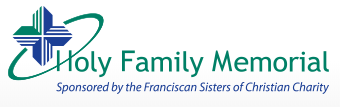 Holy Family Memorial
Sponsored by the Franciscan Sisters of Christian Charity